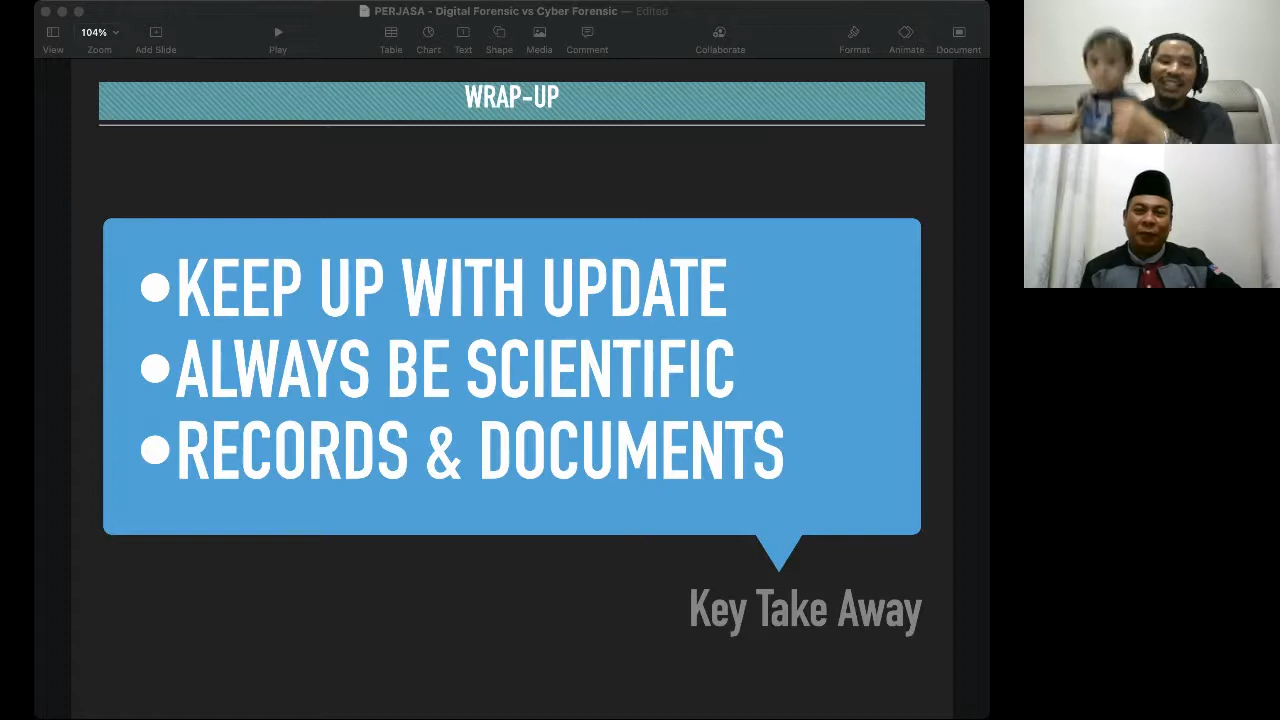 PERJASA - Digital Forensic vs Cyber Forensic — Edited
104%
View Zoom Add Slide Play Table Chart Text Shape Media Comment Collaborate Format Animate Document
WRAP-UP
•KEEP UP WITH UPDATE
•ALWAYS BE SCIENTIFIC
•RECORDS & DOCUMENTS
Key Take Away